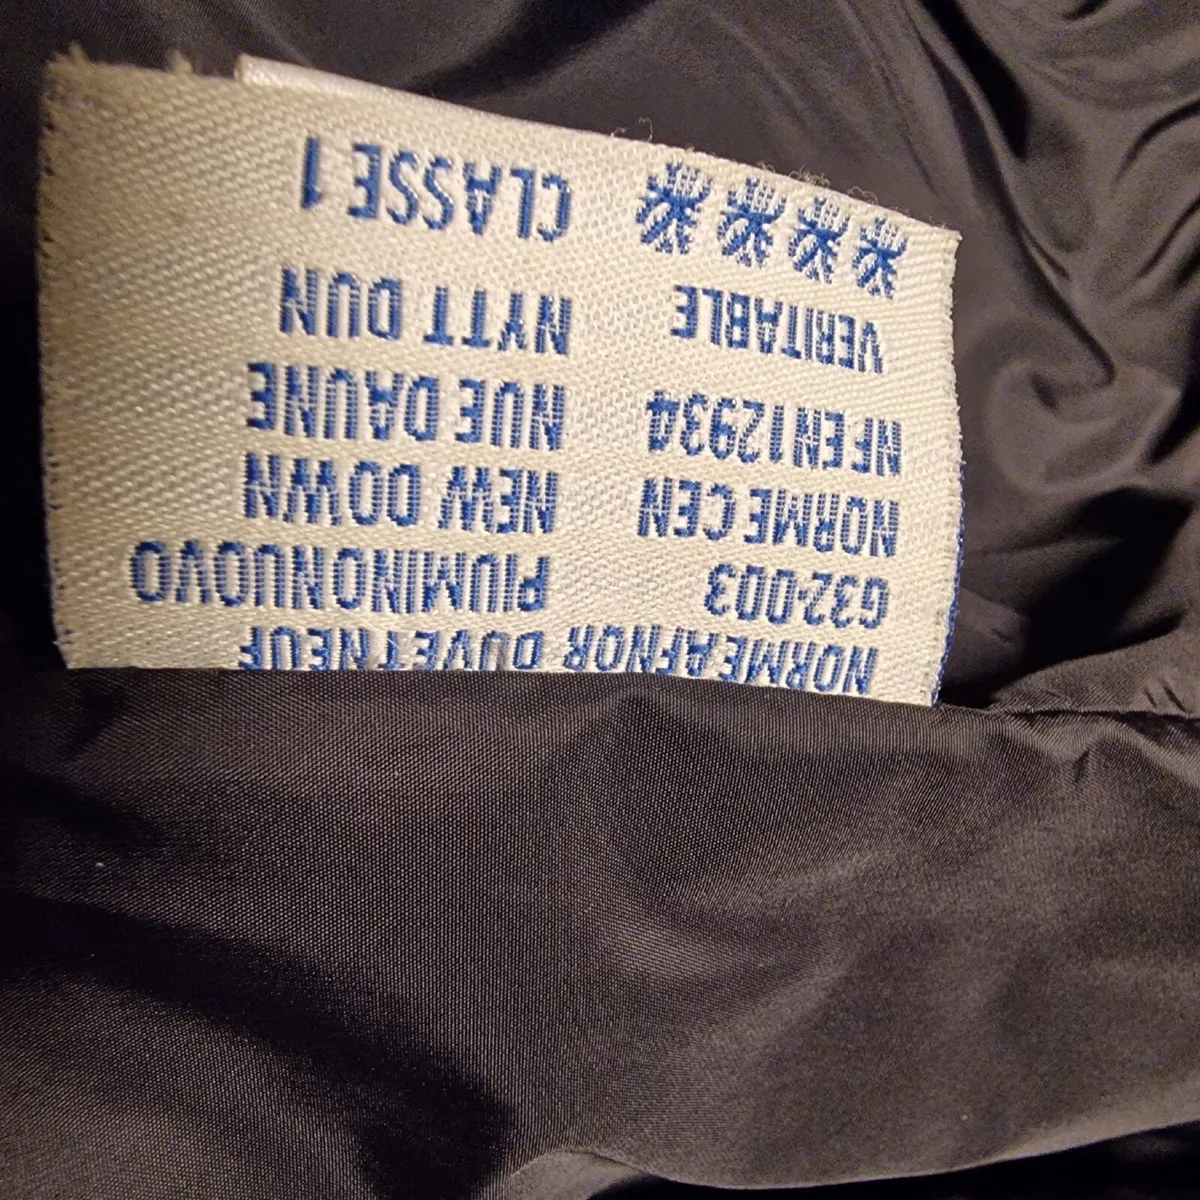 NORME AFNOR DUVET NEUF
G32-003 PIUMINO NUOVO
NORME CEN NEW DOWN
NF EN 12934 NUE DAUNE
VERITABLE NYTT DUN
CLASSE 1